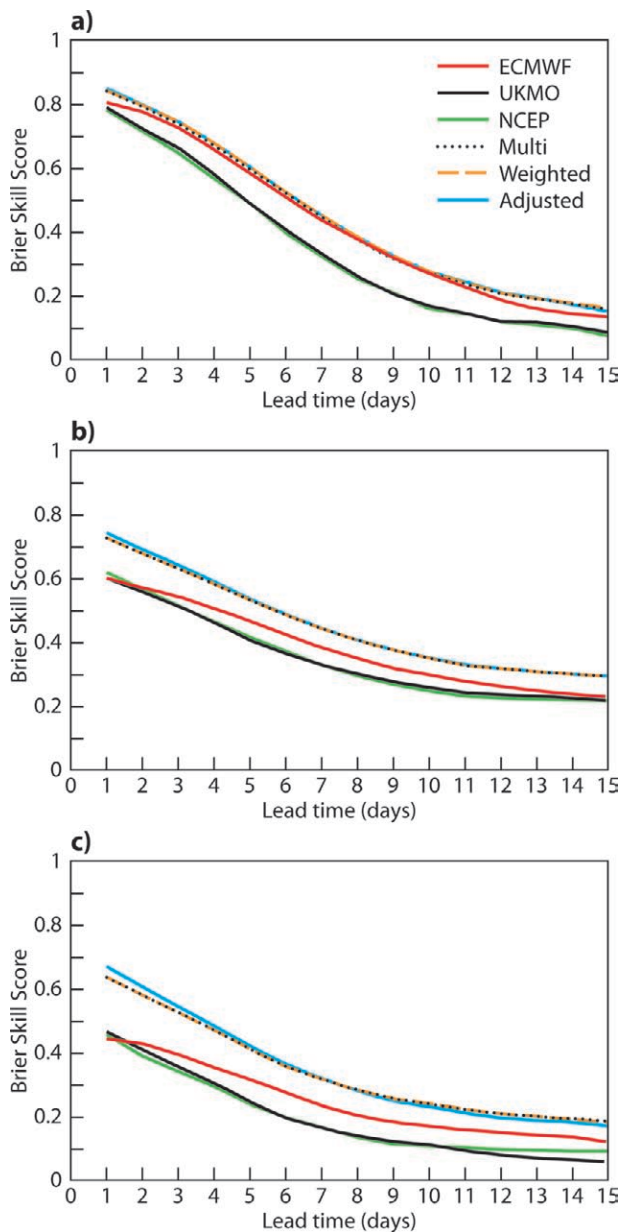 a)
1
0.8
0.6
0.4
0.2
0
Brier Skill Score
ECMWF
UKMO
NCEP
Multi
Weighted
Adjusted
0 1 2 3 4 5 6 7 8 9 10 11 12 13 14 15
Lead time (days)
b)
1
0.8
0.6
0.4
0.2
0
Brier Skill Score
0 1 2 3 4 5 6 7 8 9 10 11 12 13 14 15
Lead time (days)
c)
1
0.8
0.6
0.4
0.2
0
Brier Skill Score
0 1 2 3 4 5 6 7 8 9 10 11 12 13 14 15
Lead time (days)